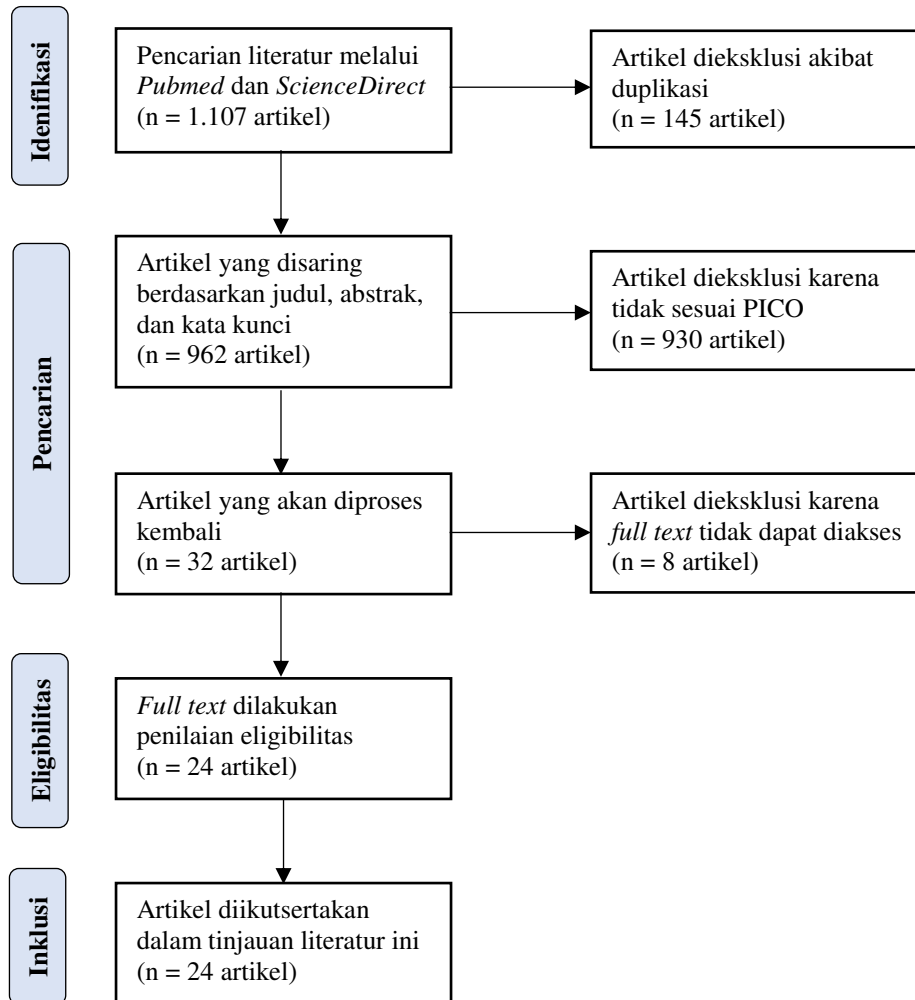 Idenifikasi
Pencarian literatur melalui
Pubmed dan ScienceDirect
(n = 1.107 artikel)
Artikel dieksklusi akibat
duplikasi
(n = 145 artikel)
Pencarian
Artikel yang disaring
berdasarkan judul, abstrak,
dan kata kunci
(n = 962 artikel)
Artikel dieksklusi karena
tidak sesuai PICO
(n = 930 artikel)
Artikel yang akan diproses
kembali
(n = 32 artikel)
Artikel dieksklusi karena
full text tidak dapat diakses
(n = 8 artikel)
Eligibilitas
Full text dilakukan
penilaian eligibilitas
(n = 24 artikel)
Inklusi
Artikel diikutsertakan
dalam tinjauan literatur ini
(n = 24 artikel)